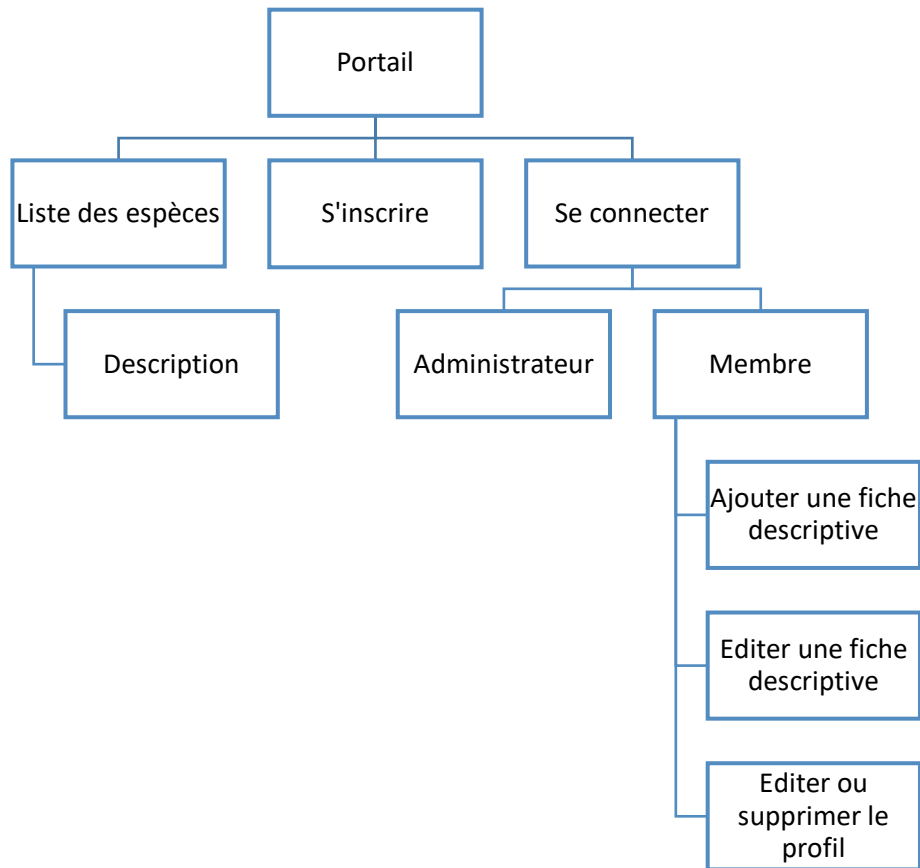 Portail
Liste des espèces
S'inscrire
Se connecter
Description
Administrateur
Membre
Ajouter une fiche
descriptive
Editer une fiche
descriptive
Editer ou
supprimer le
profil